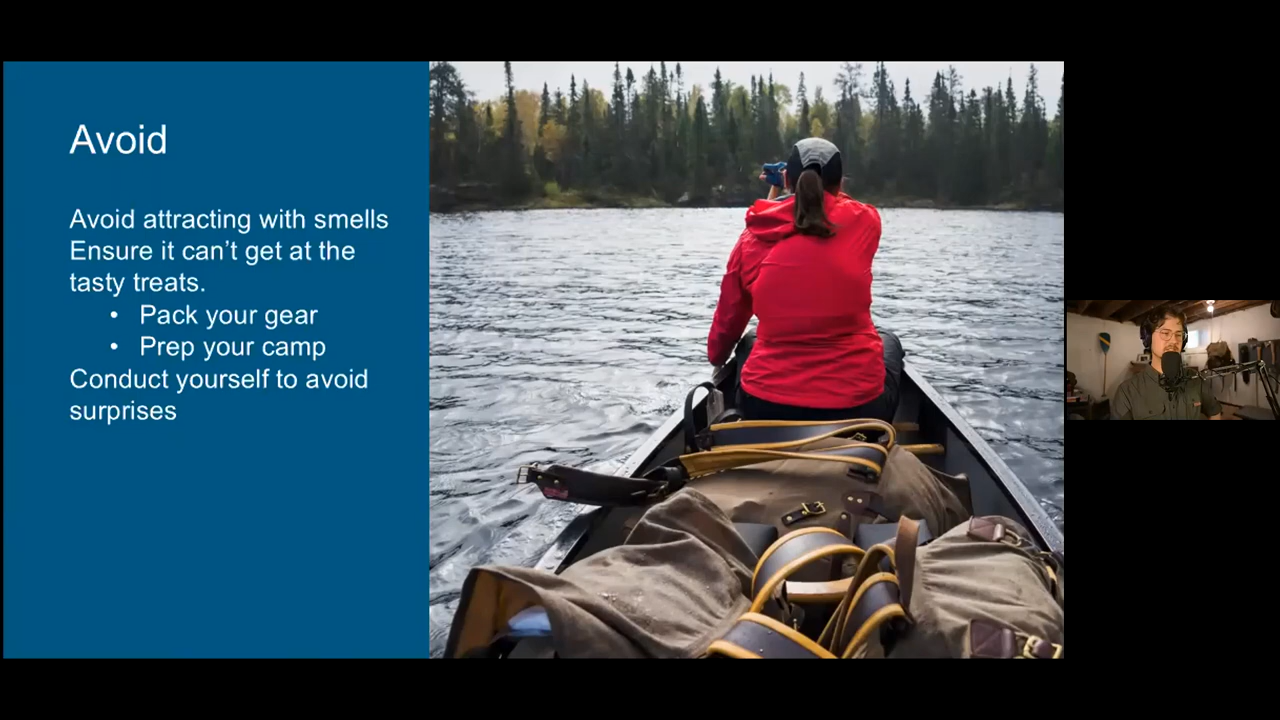 Avoid
Avoid attracting with smells
Ensure it can’t get at the
tasty treats.
• Pack your gear
• Prep your camp
Conduct yourself to avoid
surprises